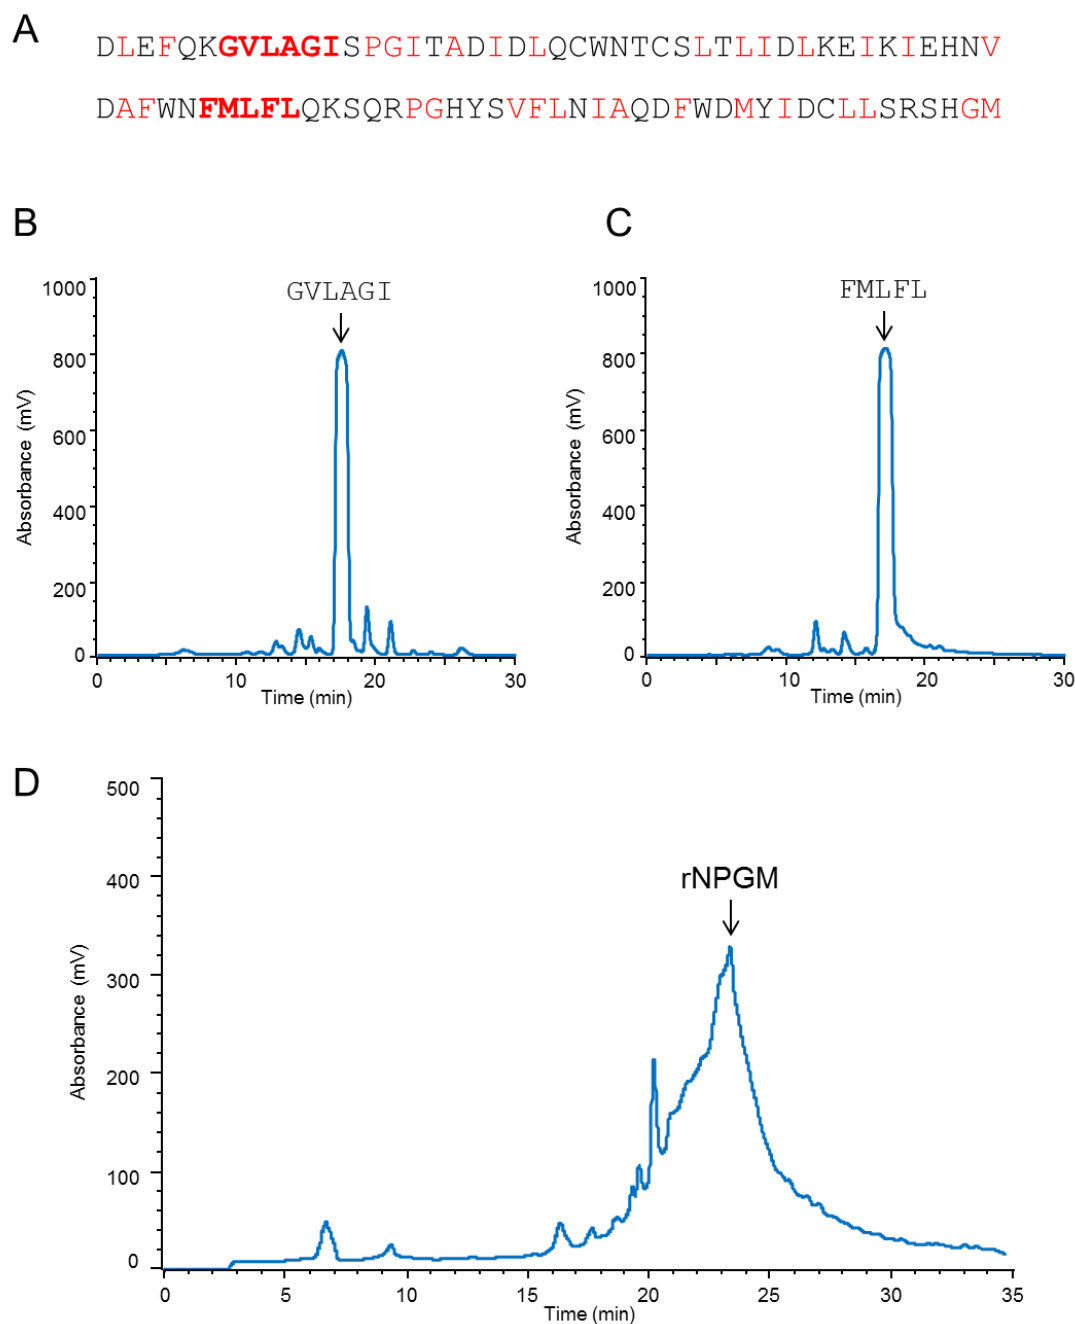 A
DLEFQKGVLAGISPGITADIDLQCWNTCSLTLIDLKEIKIEHNV
DAFWNFMLFLQKSQRPGHYSVFLNIAQDFWDMYIDCLLSRSHGM
B
GVLAGI
1000
800
600
400
200
0
Absorbance (mV)
0 10 20 30
Time (min)
C
FMLFL
1000
800
600
400
200
0
Absorbance (mV)
0 10 20 30
Time (min)
D
rNPGM
500
400
300
200
100
0
Absorbance (mV)
0 5 10 15 20 25 30 35
Time (min)